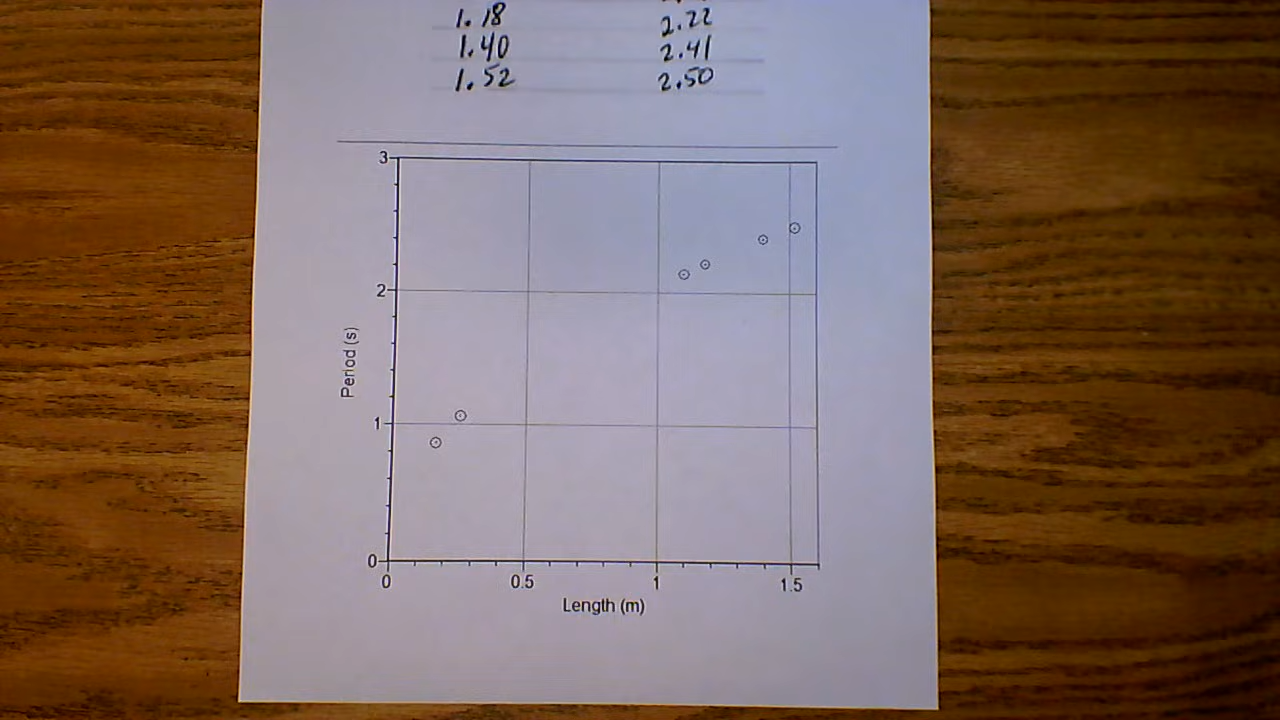 1.18 2.22
1.40 2.41
1.52 2.50
3
2
1
0
Period (s)
0 0.5 1 1.5
Length (m)